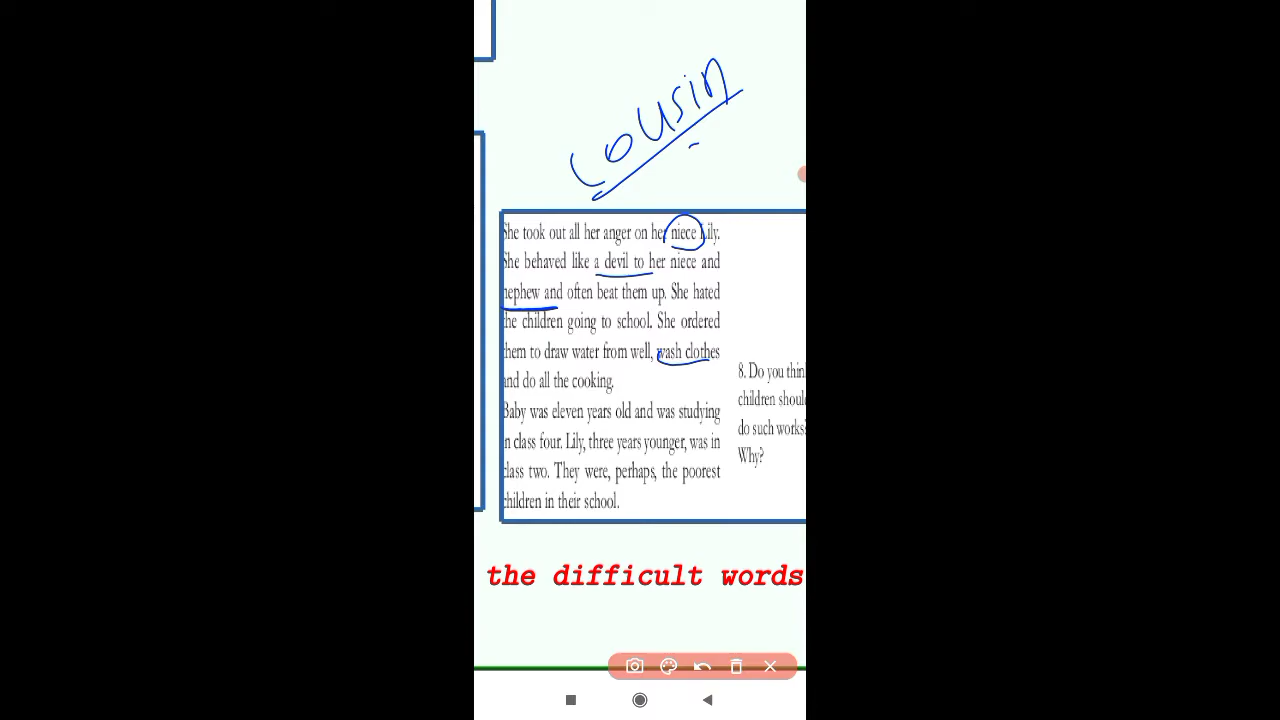 cousin
She took out all her anger on her niece Lily.
She behaved like a devil to her niece and
nephew and often beat them up. She hated
the children going to school. She ordered
them to draw water from well, wash clothes
and do all the cooking.
Baby was eleven years old and was studying
in class four. Lily, three years younger, was in
class two. They were, perhaps, the poorest
children in their school.
8. Do you thin
children shoul
do such works?
Why?
the difficult words